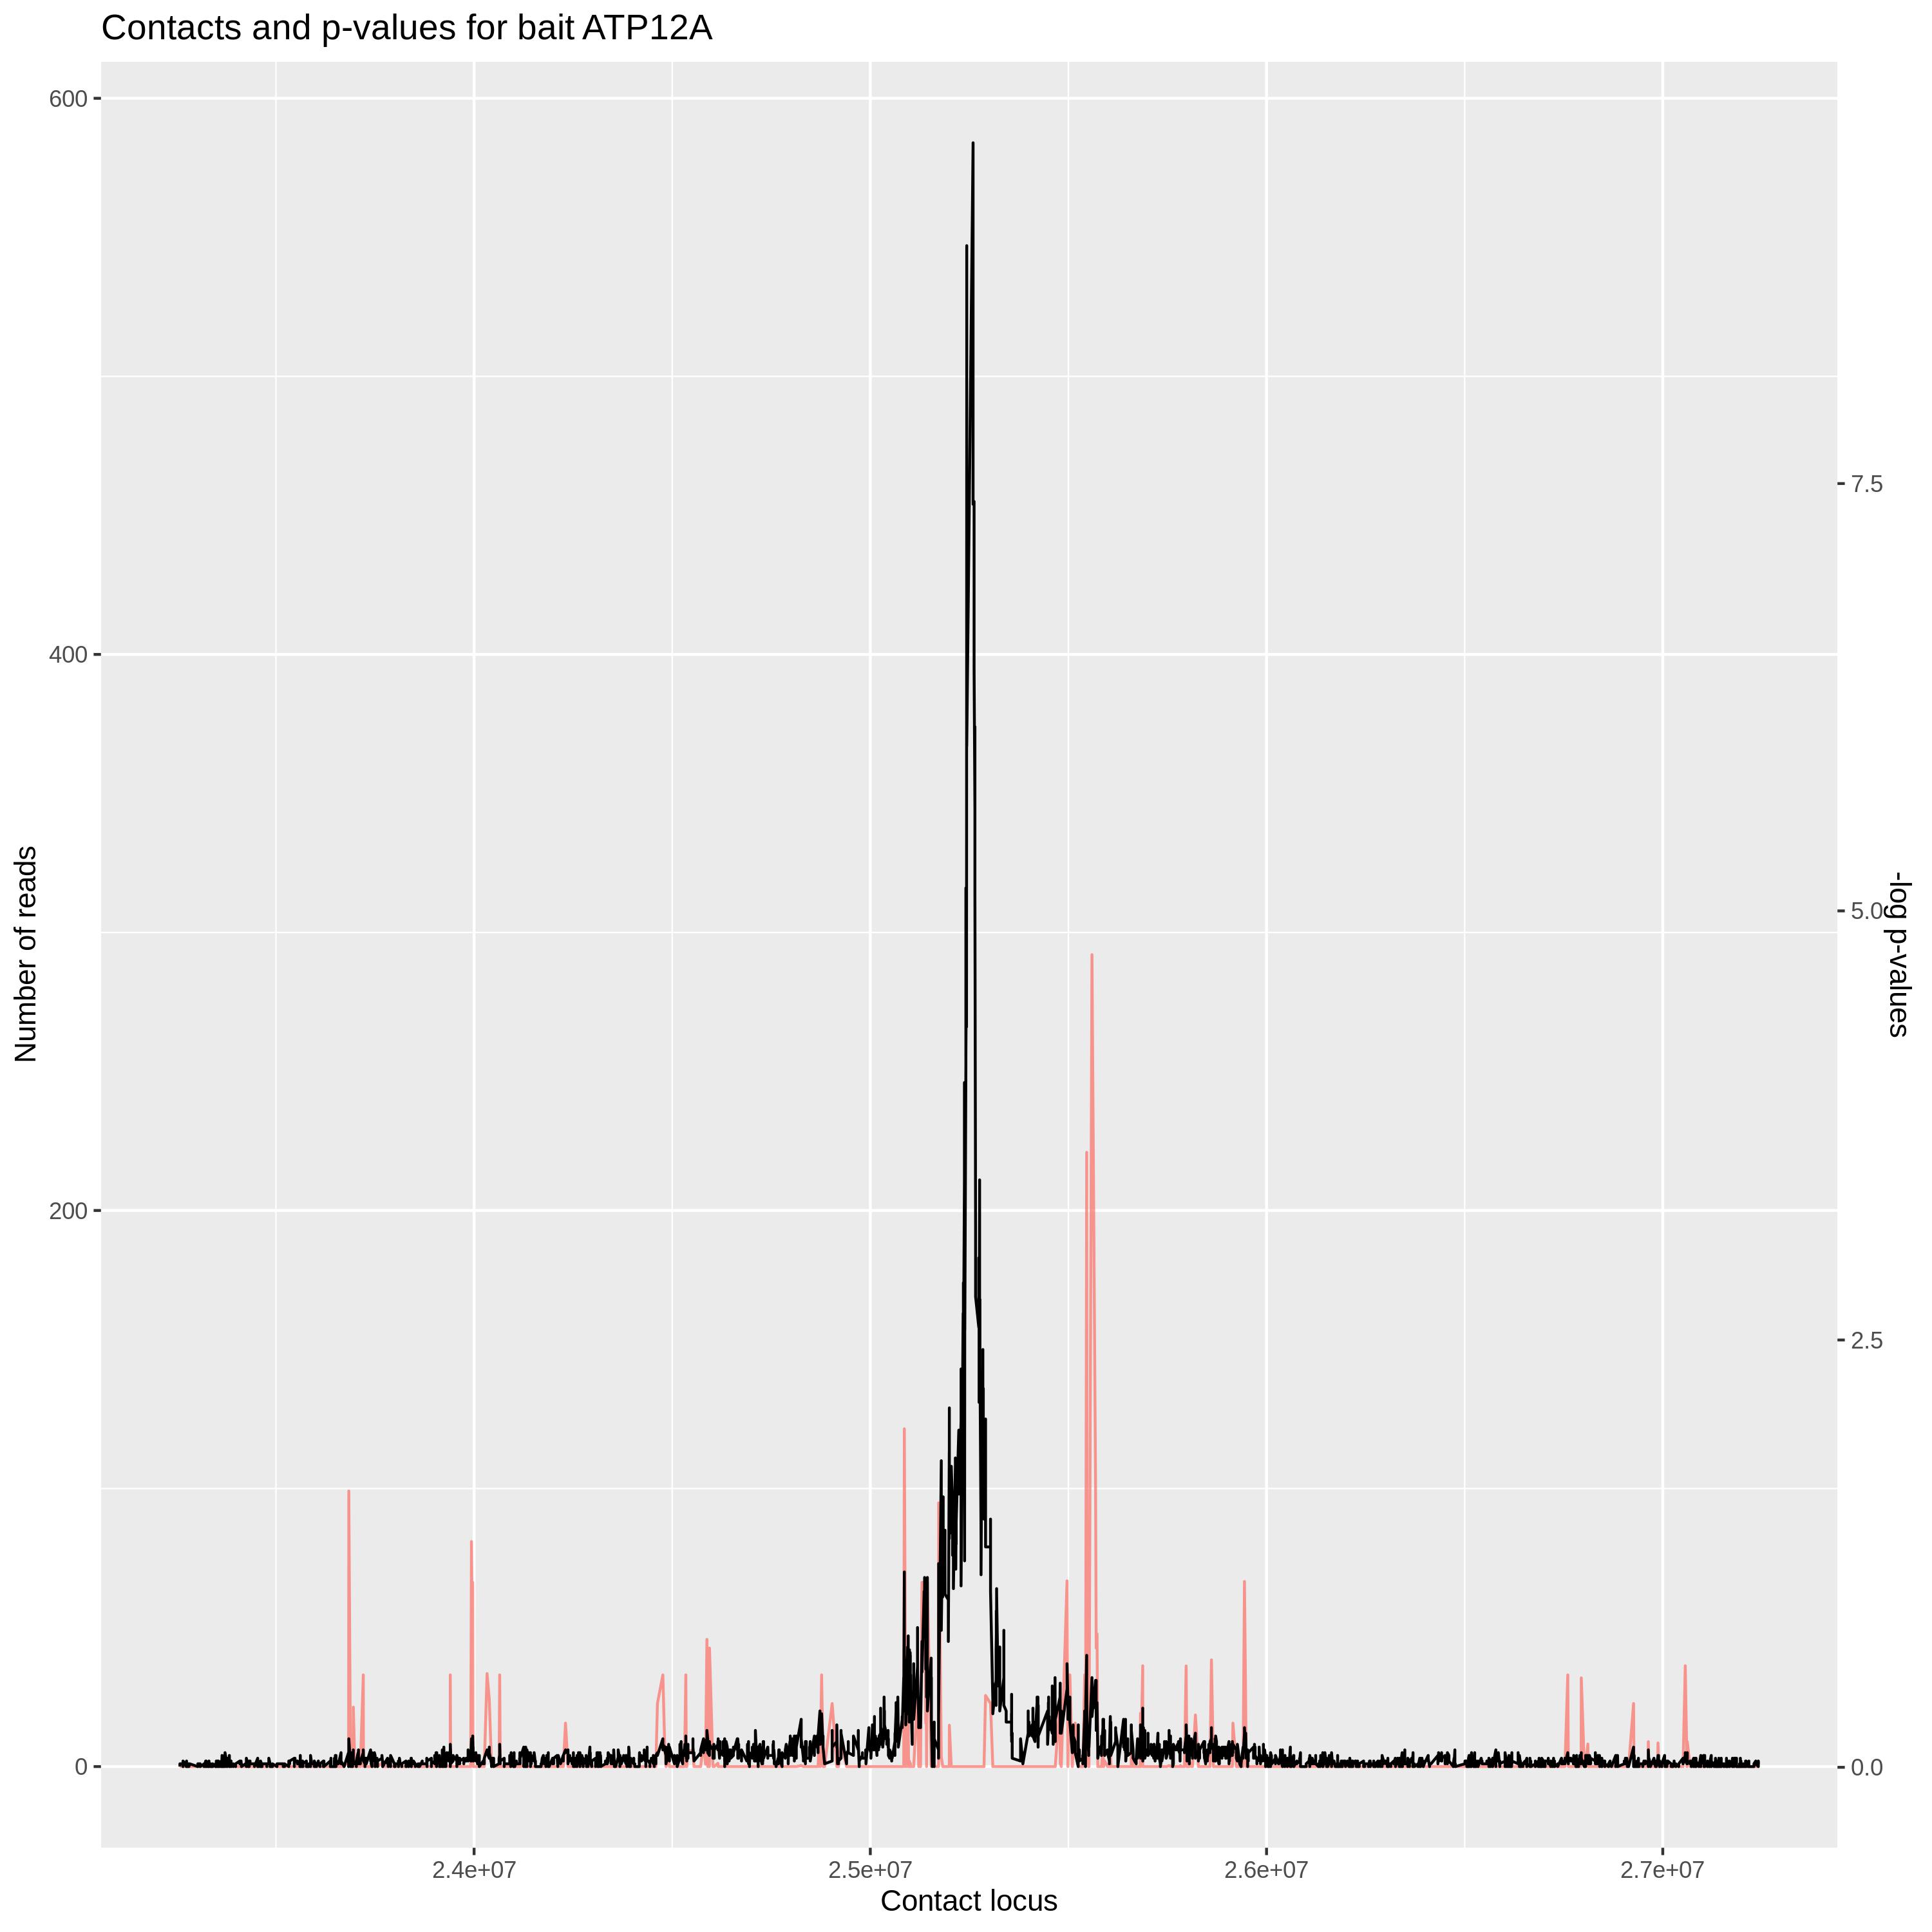 Contacts and p-values for bait ATP12A
600
400
200
0
Number of reads
7.5
5.0
2.5
0.0
-log p-values
2.4e+07
2.5e+07
2.6e+07
2.7e+07
Contact locus